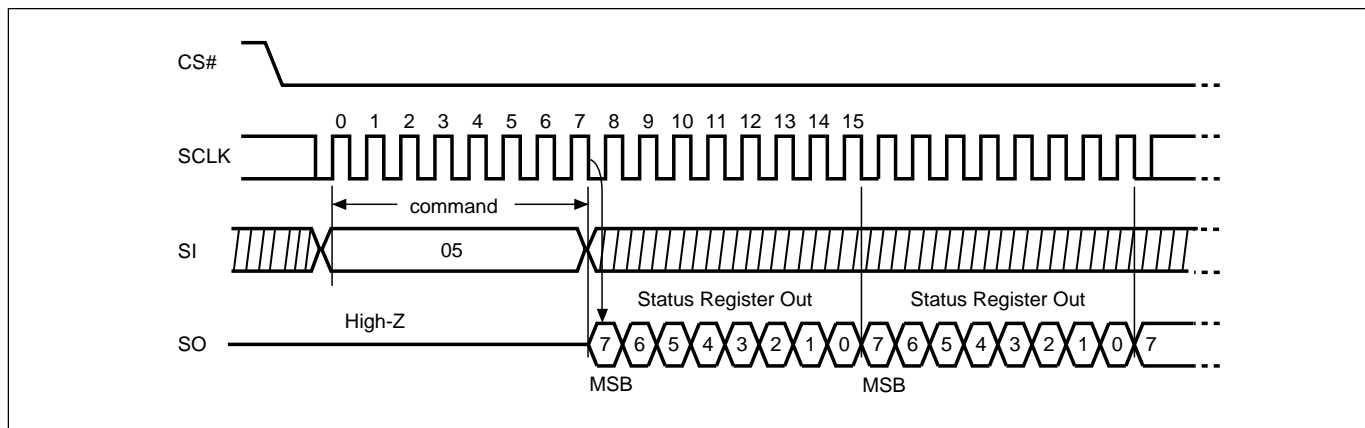 CS#
0 1 2 3 4 5 6 7 8 9 10 11 12 13 14 15
SCLK
command
SI
05
Status Register Out Status Register Out
High-Z
SO
7 6 5 4 3 2 1 0 7 6 5 4 3 2 1 0 7
MSB MSB